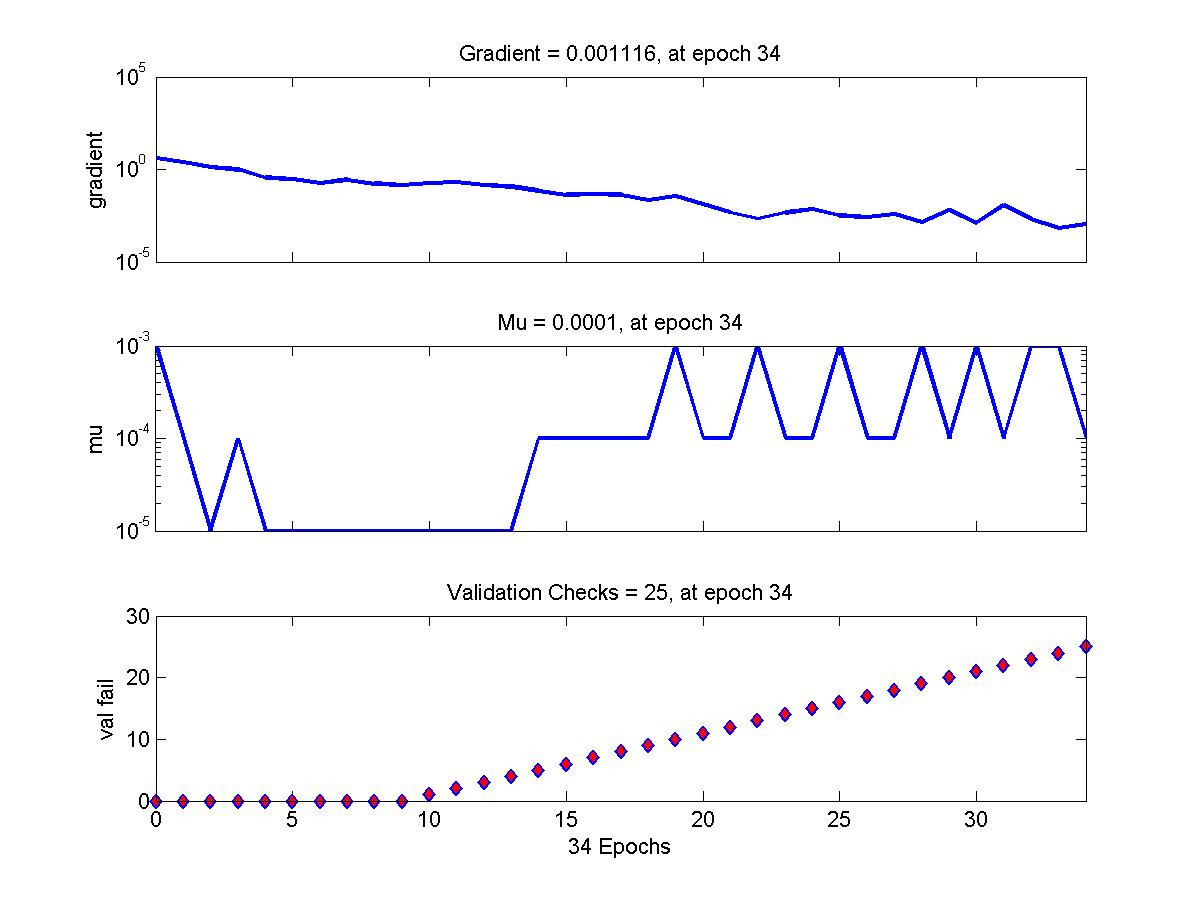 Gradient = 0.001116, at epoch 34
10^5
10^0
10^-5
gradient
Mu = 0.0001, at epoch 34
10^-3
10^-4
10^-5
mu
Validation Checks = 25, at epoch 34
30
20
10
0
val fail
0 5 10 15 20 25 30
34 Epochs